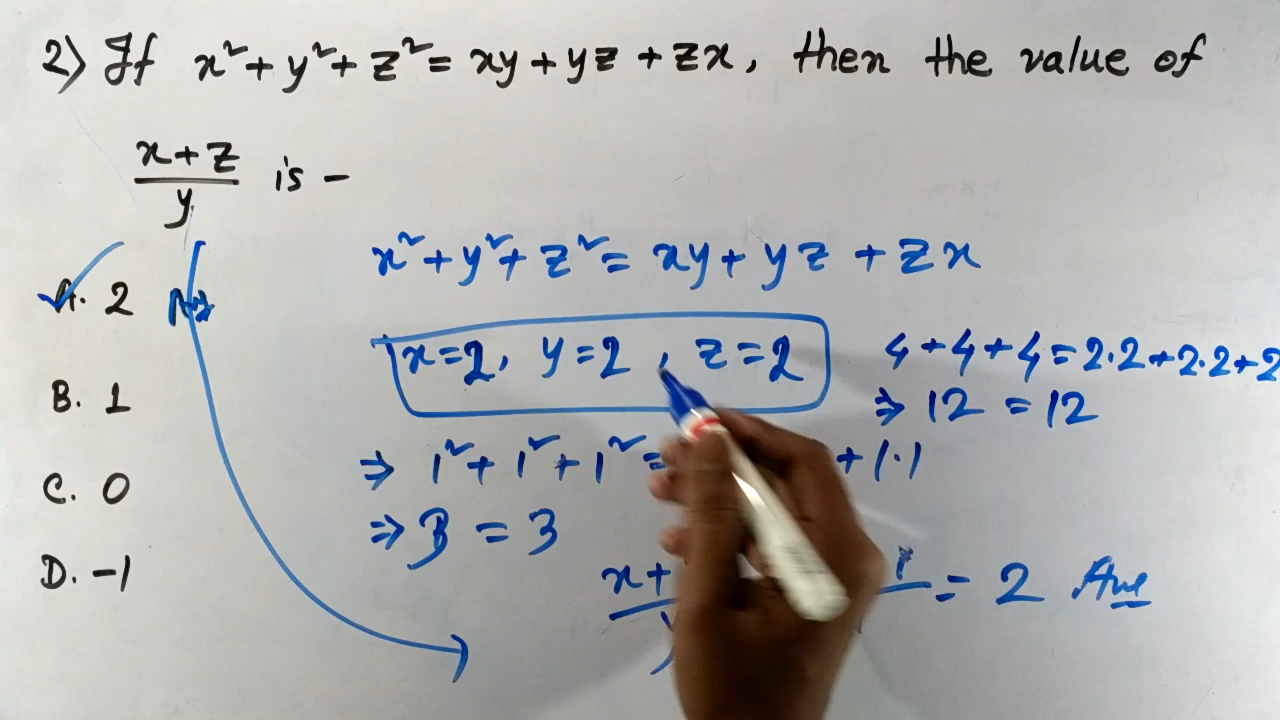 2) If x²+y²+z²=xy+yz+zx, then the value of
x+z/y is -
A. 2 Ans
B. 1
C. 0
D. -1
x²+y²+z²=xy+yz+zx
x=2, y=2, z=2
4+4+4=2.2+2.2+2
⇒ 12 = 12
⇒ 1²+1²+1²= +1.1
⇒ 3 = 3
x+ 1 = 2 Ans